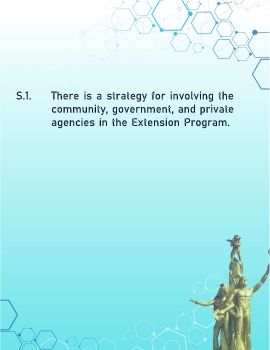 S.1. There is a strategy for involving the
community, government, and private
agencies in the Extension Program.